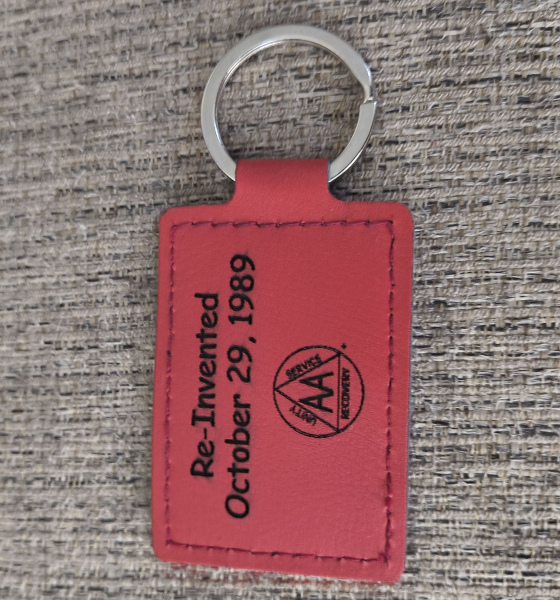 Re-Invented
October 29, 1989
SERVICE
UNITY
AA
RECOVERY